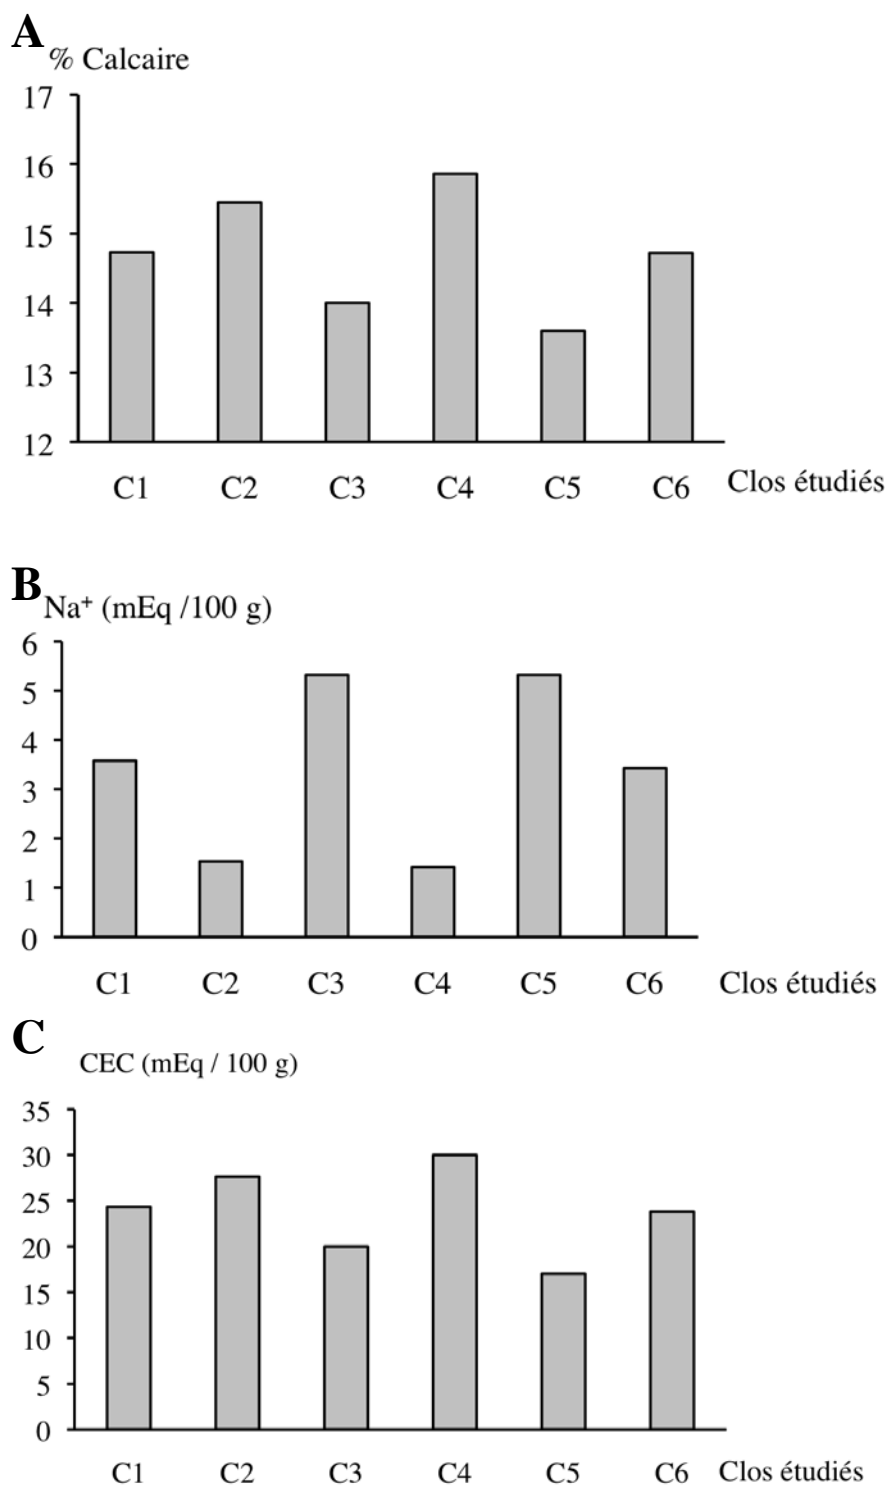 A
% Calcaire
17
16
15
14
13
12
C1 C2 C3 C4 C5 C6 Clos étudiés
B
Na⁺ (mEq /100 g)
6
5
4
3
2
1
0
C1 C2 C3 C4 C5 C6 Clos étudiés
C
CEC (mEq / 100 g)
35
30
25
20
15
10
5
0
C1 C2 C3 C4 C5 C6 Clos étudiés